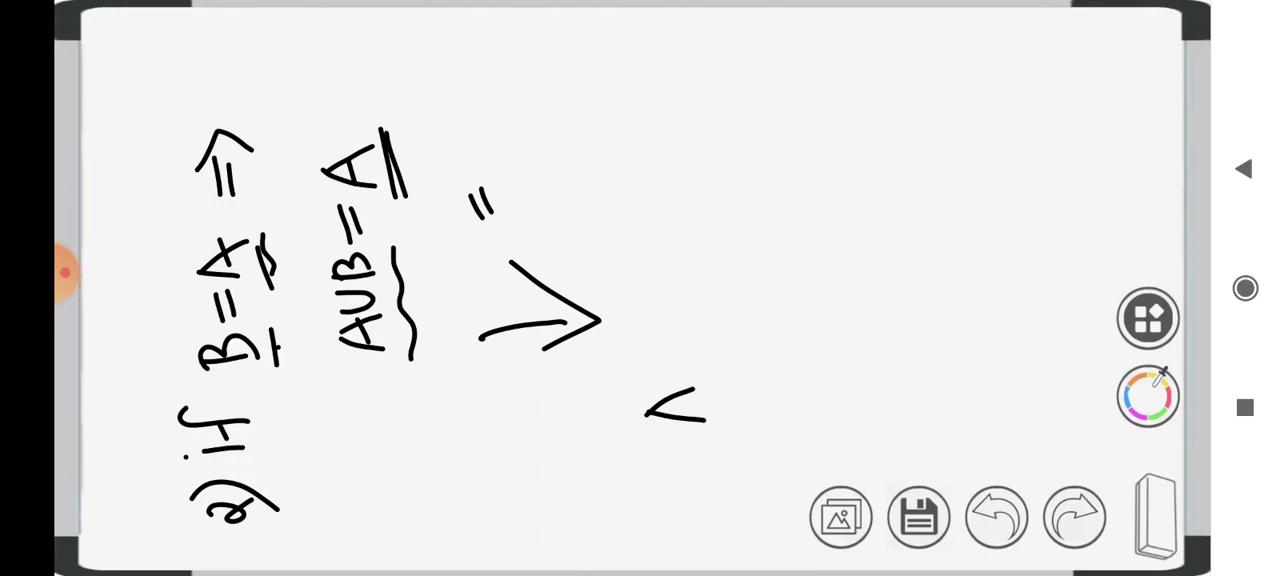 2) if B = A ⇒
A∪B = A
=
>
<